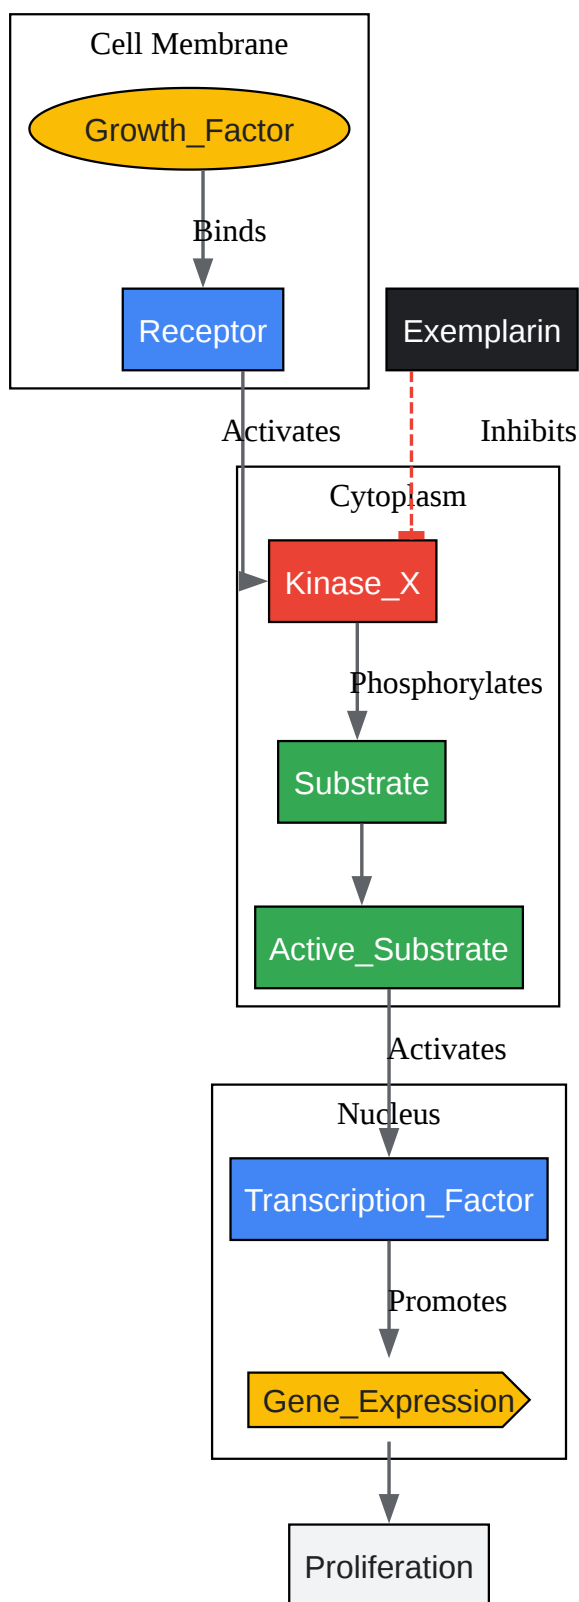 Cell Membrane
Growth_Factor
Binds
Receptor
Exemplarin
Activates
Inhibits
Cytoplasm
Kinase_X
Phosphorylates
Substrate
Active_Substrate
Activates
Nucleus
Transcription_Factor
Promotes
Gene_Expression
Proliferation